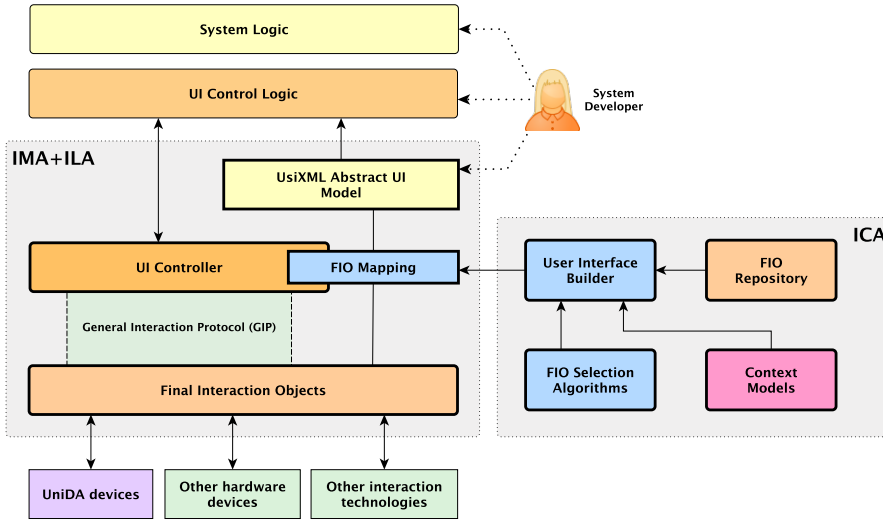 System Logic
UI Control Logic
System
Developer
IMA+ILA
UsiXML Abstract UI
Model
ICA
UI Controller
FIO Mapping
User Interface
Builder
FIO
Repository
General Interaction Protocol (GIP)
FIO Selection
Algorithms
Context
Models
Final Interaction Objects
UniDA devices
Other hardware
devices
Other interaction
technologies